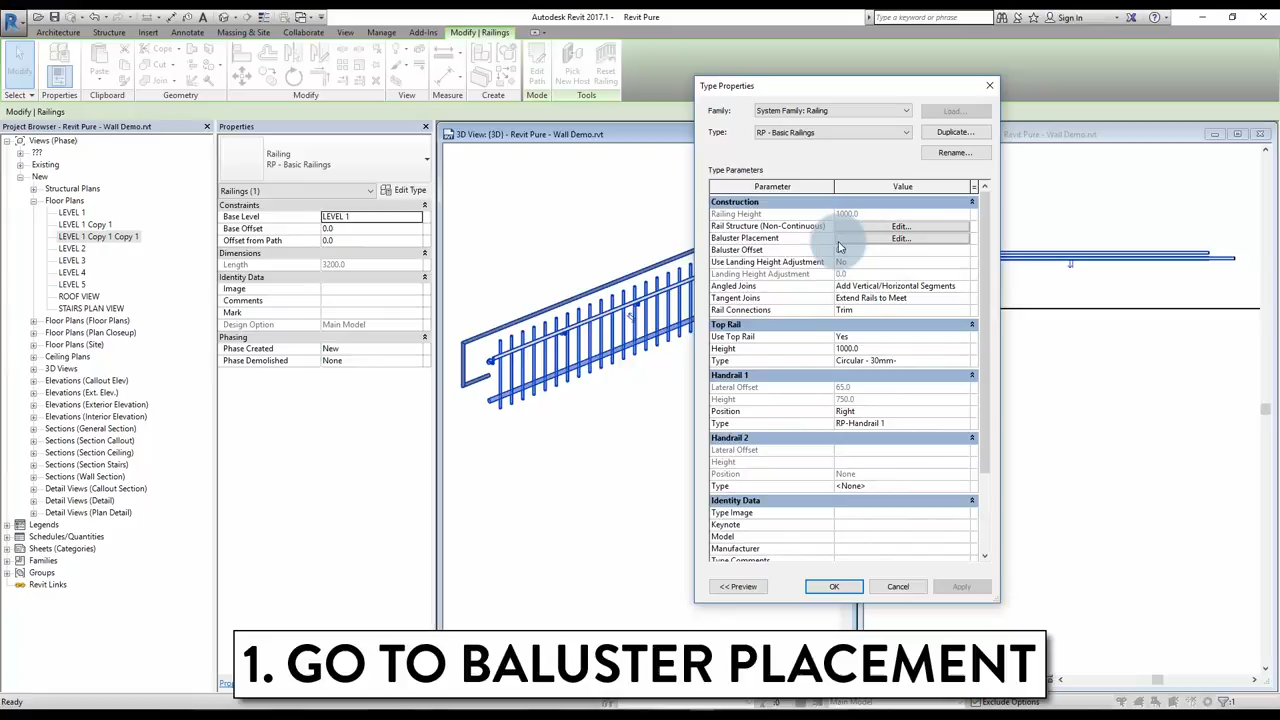 Autodesk Revit 2017.1 - Revit Pure
Type a keyword or phrase
Sign In
Architecture Structure Insert Annotate Massing & Site Collaborate View Manage Add-Ins Modify | Railings
Modify
Paste
Cope
Cut
Join
Edit Path
Pick New Host
Reset Railing
Select Properties Clipboard Geometry Modify View Measure Create Mode Tools
Modify | Railings
Project Browser - Revit Pure - Wall Demo.rvt
Views (Phase)
???
Existing
New
Structural Plans
Floor Plans
LEVEL 1
LEVEL 1 Copy 1
LEVEL 1 Copy 1 Copy 1
LEVEL 2
LEVEL 3
LEVEL 4
LEVEL 5
ROOF VIEW
STAIRS PLAN VIEW
Floor Plans (Floor Plans)
Floor Plans (Plan Closeup)
Floor Plans (Site)
Ceiling Plans
3D Views
Elevations (Callout Elev)
Elevations (Ext. Elev.)
Elevations (Exterior Elevation)
Elevations (Interior Elevation)
Sections (General Section)
Sections (Section Callout)
Sections (Section Ceiling)
Sections (Section Stairs)
Sections (Wall Section)
Detail Views (Callout Section)
Detail Views (Detail)
Detail Views (Plan Detail)
Legends
Schedules/Quantities
Sheets (Categories)
Families
Groups
Revit Links
Properties
Railing
RP - Basic Railings
Railings (1)
Edit Type
Constraints
Base Level LEVEL 1
Base Offset 0.0
Offset from Path 0.0
Dimensions
Length 3200.0
Identity Data
Image
Comments
Mark
Design Option Main Model
Phasing
Phase Created New
Phase Demolished None
3D View: {3D} - Revit Pure - Wall Demo.rvt
Revit Pure - Wall Demo.rvt
Type Properties
Family: System Family: Railing Load...
Type: RP - Basic Railings Duplicate...
Rename...
Type Parameters
Parameter Value =
Construction
Railing Height 1000.0
Rail Structure (Non-Continuous) Edit...
Baluster Placement Edit...
Baluster Offset
Use Landing Height Adjustment No
Landing Height Adjustment 0.0
Angled Joins Add Vertical/Horizontal Segments
Tangent Joins Extend Rails to Meet
Rail Connections Trim
Top Rail
Use Top Rail Yes
Height 1000.0
Type Circular - 30mm-
Handrail 1
Lateral Offset 65.0
Height 750.0
Position Right
Type RP-Handrail 1
Handrail 2
Lateral Offset
Height
Position None
Type <None>
Identity Data
Type Image
Keynote
Model
Manufacturer
Type Comments
<< Preview OK Cancel Apply
1. GO TO BALUSTER PLACEMENT
Ready
:0
Main Model
Exclude Options
:1